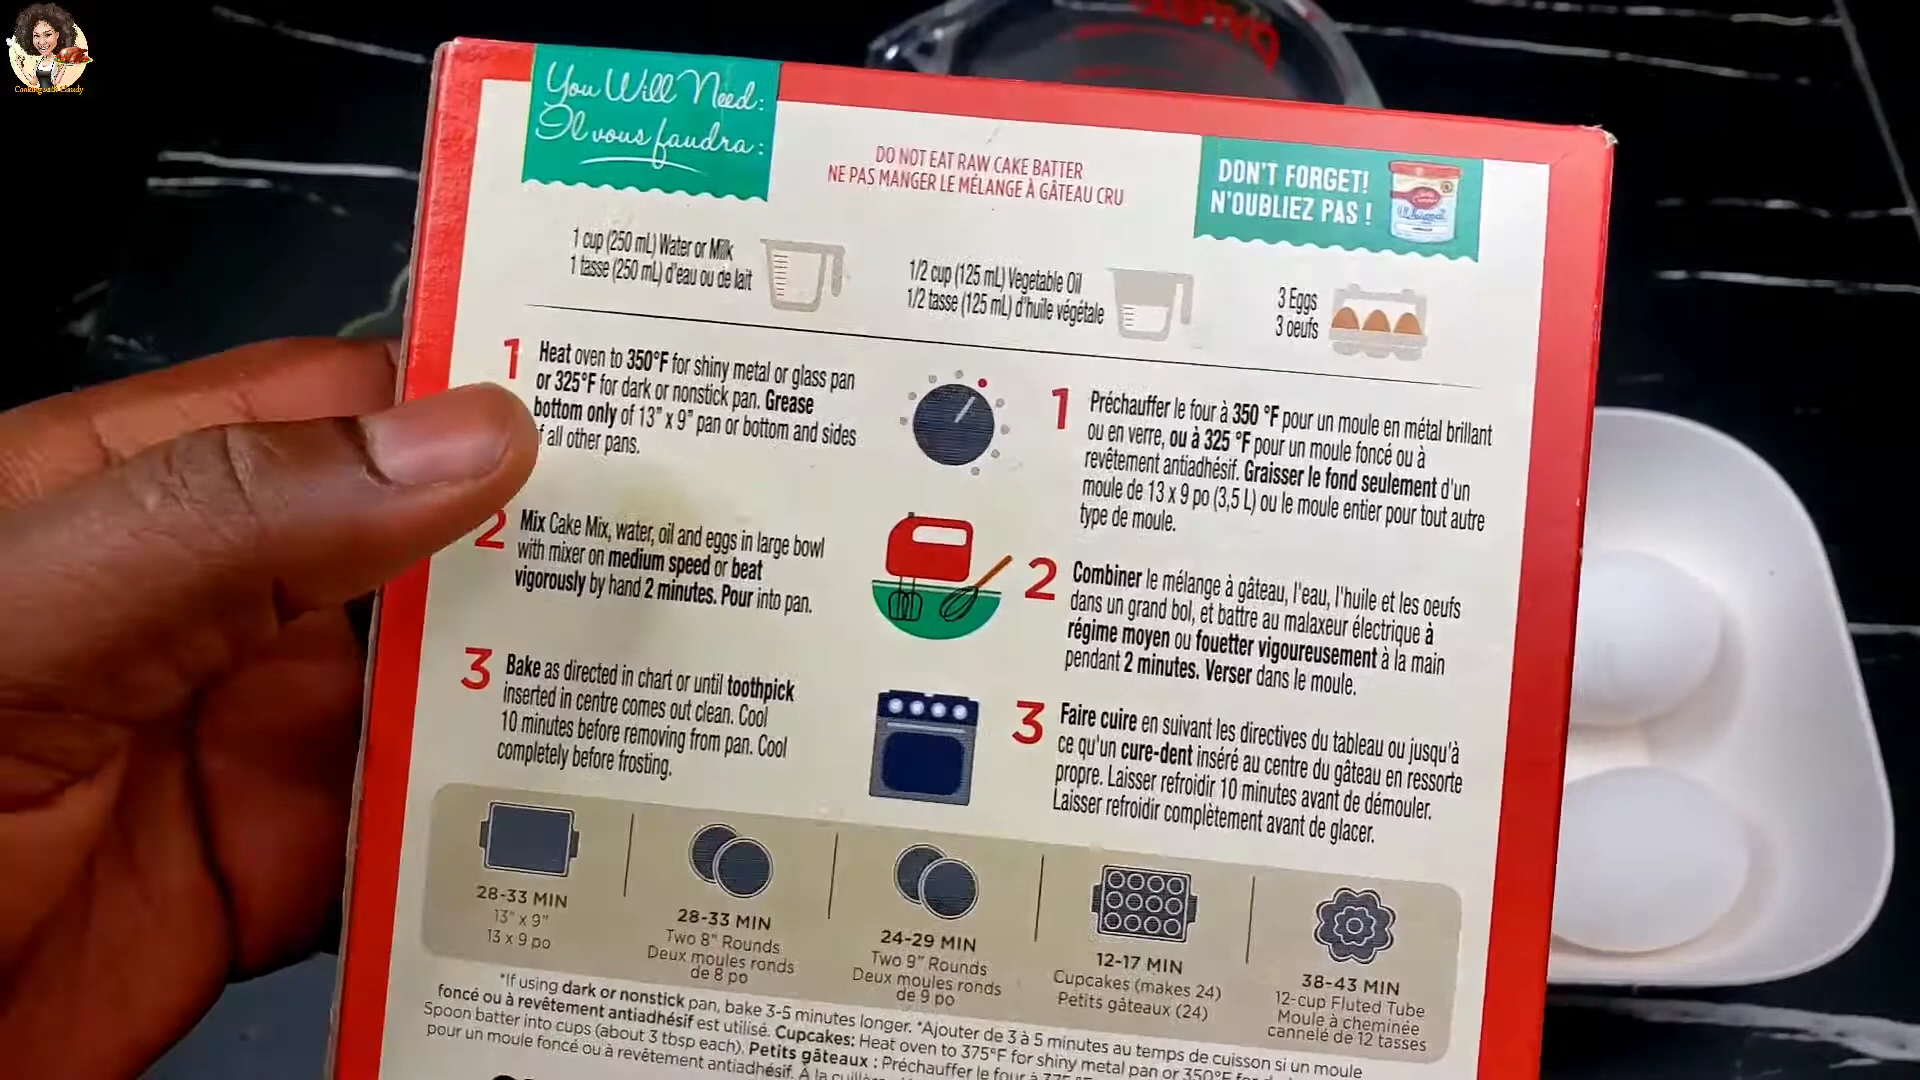 Cooking with Claudy
You Will Need:
Il vous faudra:
DO NOT EAT RAW CAKE BATTER
NE PAS MANGER LE MÉLANGE À GÂTEAU CRU
DON'T FORGET!
N'OUBLIEZ PAS !
1 cup (250 mL) Water or Milk
1 tasse (250 mL) d'eau ou de lait
1/2 cup (125 mL) Vegetable Oil
1/2 tasse (125 mL) d'huile végétale
3 Eggs
3 oeufs
1 Heat oven to 350°F for shiny metal or glass pan
or 325°F for dark or nonstick pan. Grease
bottom only of 13" x 9" pan or bottom and sides
all other pans.
2 Mix Cake Mix, water, oil and eggs in large bowl
with mixer on medium speed or beat
vigorously by hand 2 minutes. Pour into pan.
3 Bake as directed in chart or until toothpick
inserted in centre comes out clean. Cool
10 minutes before removing from pan. Cool
completely before frosting.
1 Préchauffer le four à 350 °F pour un moule en métal brillant
ou en verre, ou à 325 °F pour un moule foncé ou à
revêtement antiadhésif. Graisser le fond seulement d'un
moule de 13 x 9 po (3,5 L) ou le moule entier pour tout autre
type de moule.
2 Combiner le mélange à gâteau, l'eau, l'huile et les oeufs
dans un grand bol, et battre au malaxeur électrique à
régime moyen ou fouetter vigoureusement à la main
pendant 2 minutes. Verser dans le moule.
3 Faire cuire en suivant les directives du tableau ou jusqu'à
ce qu'un cure-dent inséré au centre du gâteau en ressorte
propre. Laisser refroidir 10 minutes avant de démouler.
Laisser refroidir complètement avant de glacer.
28-33 MIN
13" x 9"
13 x 9 po
28-33 MIN
Two 8" Rounds
Deux moules ronds
de 8 po
24-29 MIN
Two 9" Rounds
Deux moules ronds
de 9 po
12-17 MIN
Cupcakes (makes 24)
Petits gâteaux (24)
38-43 MIN
12-cup Fluted Tube
Moule à cheminée
cannelé de 12 tasses
*If using dark or nonstick pan, bake 3-5 minutes longer. *Ajouter de 3 à 5 minutes au temps de cuisson si un moule
foncé ou à revêtement antiadhésif est utilisé. Cupcakes: Heat oven to 375°F for shiny metal pan or 350°F for
Spoon batter into cups (about 3 tbsp each). Petits gâteaux : Préchauffer le four à
pour un moule foncé ou à revêtement antiadhésif. À la